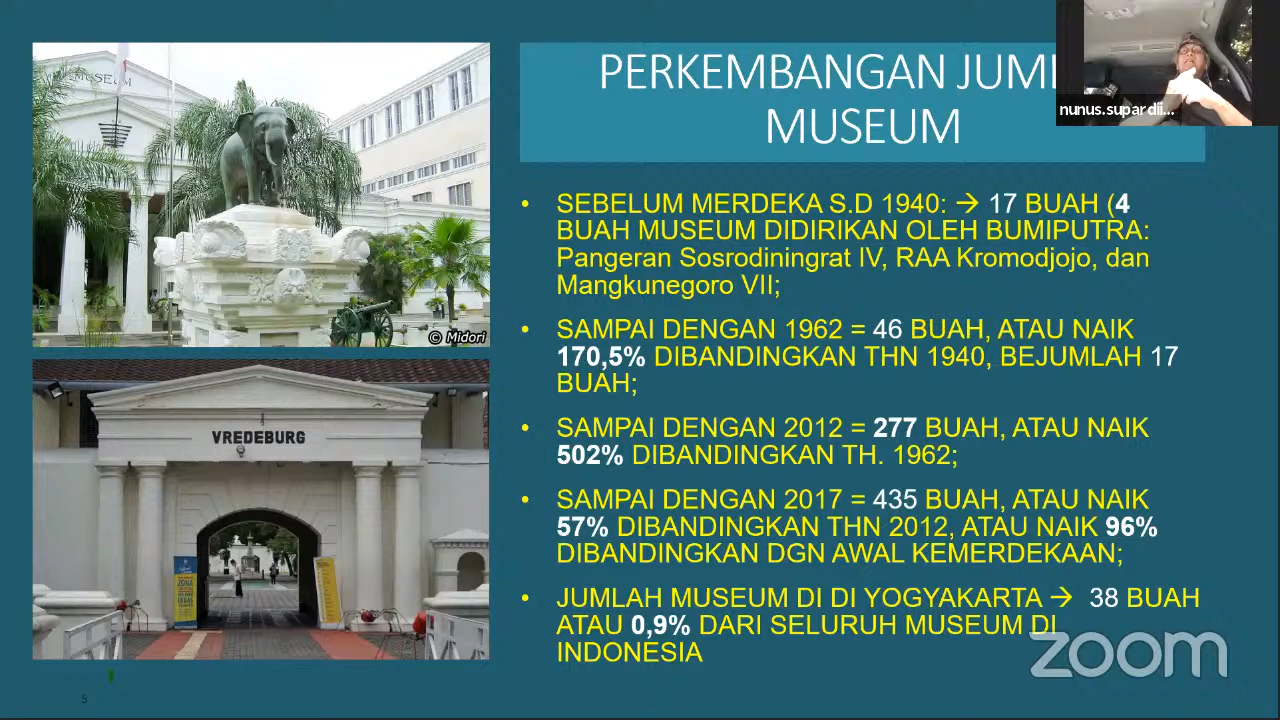 MUSEUM
© Midori
VREDEBURG
ZONA
PERKEMBANGAN
MUSEUM
nunus.supardii...
• SEBELUM MERDEKA S.D 1940: → 17 BUAH (4
BUAH MUSEUM DIDIRIKAN OLEH BUMIPUTRA:
Pangeran Sosrodiningrat IV, RAA Kromodjojo, dan
Mangkunegoro VII;
• SAMPAI DENGAN 1962 = 46 BUAH, ATAU NAIK
170,5% DIBANDINGKAN THN 1940, BEJUMLAH 17
BUAH;
• SAMPAI DENGAN 2012 = 277 BUAH, ATAU NAIK
502% DIBANDINGKAN TH. 1962;
• SAMPAI DENGAN 2017 = 435 BUAH, ATAU NAIK
57% DIBANDINGKAN THN 2012, ATAU NAIK 96%
DIBANDINGKAN DGN AWAL KEMERDEKAAN;
• JUMLAH MUSEUM DI DI YOGYAKARTA → 38 BUAH
ATAU 0,9% DARI SELURUH MUSEUM DI
INDONESIA
zoom
5